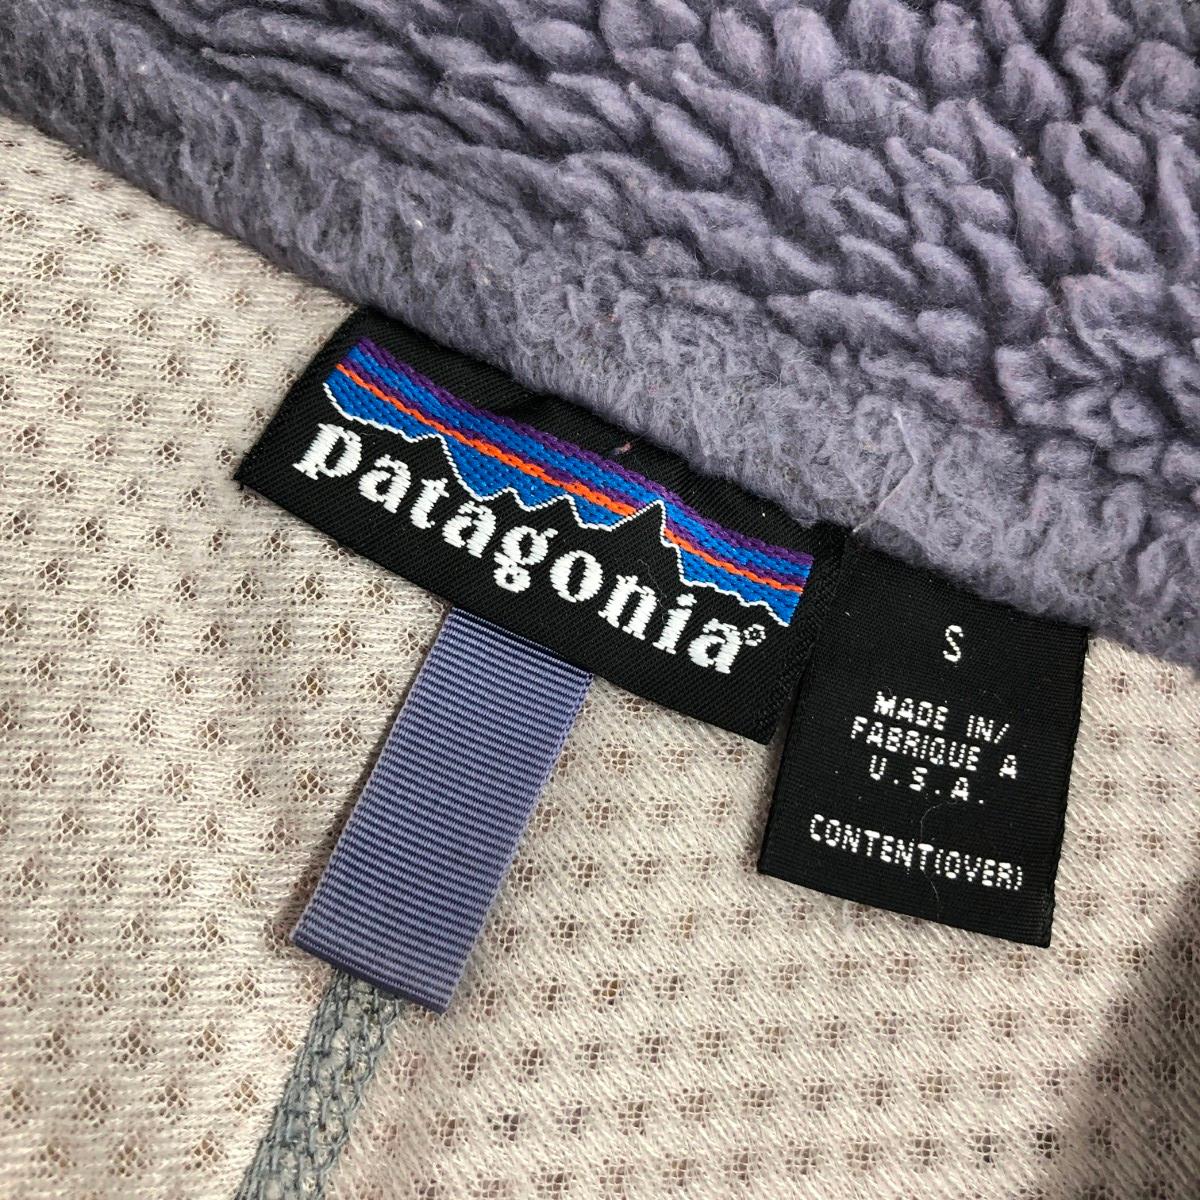 patagonia®
S
MADE IN/
FABRIQUE A
U.S.A.
CONTENT(OVER)